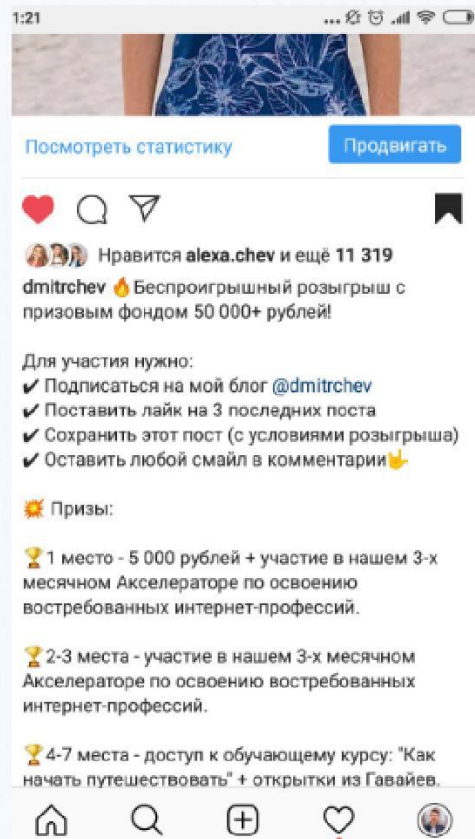 1:21
Посмотреть статистику
Продвигать
Нравится alexa.chev и ещё 11 319
dmitrchev 🔥Беспроигрышный розыгрыш с
призовым фондом 50 000+ рублей!
Для участия нужно:
✔ Подписаться на мой блог @dmitrchev
✔ Поставить лайк на 3 последних поста
✔ Сохранить этот пост (с условиями розыгрыша)
✔ Оставить любой смайл в комментарии🤟
💥 Призы:
🏆1 место - 5 000 рублей + участие в нашем 3-х
месячном Акселераторе по освоению
востребованных интернет-профессий.
🏆2-3 места - участие в нашем 3-х месячном
Акселераторе по освоению востребованных
интернет-профессий.
🏆4-7 места - доступ к обучающему курсу: "Как
начать путешествовать" + открытки из Гавайев.